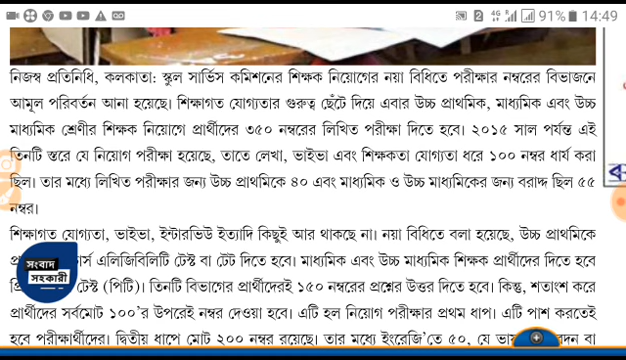 4G R 91% 14:49
নিজস্ব প্রতিনিধি, কলকাতা: স্কুল সার্ভিস কমিশনের শিক্ষক নিয়োগের নয়া বিধিতে পরীক্ষার নম্বরের বিভাজনে
আমূল পরিবর্তন আনা হয়েছে। শিক্ষাগত যোগ্যতার গুরুত্ব ছেঁটে দিয়ে এবার উচ্চ প্রাথমিক, মাধ্যমিক এবং উচ্চ
মাধ্যমিক শ্রেণীর শিক্ষক নিয়োগে প্রার্থীদের ৩৫০ নম্বরের লিখিত পরীক্ষা দিতে হবে। ২০১৫ সাল পর্যন্ত এই
তিনটি স্তরে যে নিয়োগ পরীক্ষা হয়েছে, তাতে লেখা, ভাইভা এবং শিক্ষকতা যোগ্যতা ধরে ১০০ নম্বর ধার্য করা
ছিল। তার মধ্যে লিখিত পরীক্ষার জন্য উচ্চ প্রাথমিকে ৪০ এবং মাধ্যমিক ও উচ্চ মাধ্যমিকের জন্য বরাদ্দ ছিল ৫৫
নম্বর।
শিক্ষাগত যোগ্যতা, ভাইভা, ইন্টারভিউ ইত্যাদি কিছুই আর থাকছে না। নয়া বিধিতে বলা হয়েছে, উচ্চ প্রাথমিকে
এলিজিবিলিটি টেস্ট বা টেট দিতে হবে। মাধ্যমিক এবং উচ্চ মাধ্যমিক শিক্ষক প্রার্থীদের দিতে হবে
সংবাদ
সহকারী
টেস্ট (পিটি)। তিনটি বিভাগের প্রার্থীদেরই ১৫০ নম্বরের প্রশ্নের উত্তর দিতে হবে। কিন্তু, শতাংশ করে
প্রার্থীদের সর্বমোট ১০০'র উপরেই নম্বর দেওয়া হবে। এটি হল নিয়োগ পরীক্ষার প্রথম ধাপ। এটি পাশ করতেই
হবে পরীক্ষার্থীদের। দ্বিতীয় ধাপে মোট ২০০ নম্বর রয়েছে। তার মধ্যে ইংরেজি'তে ৫০, যে বা